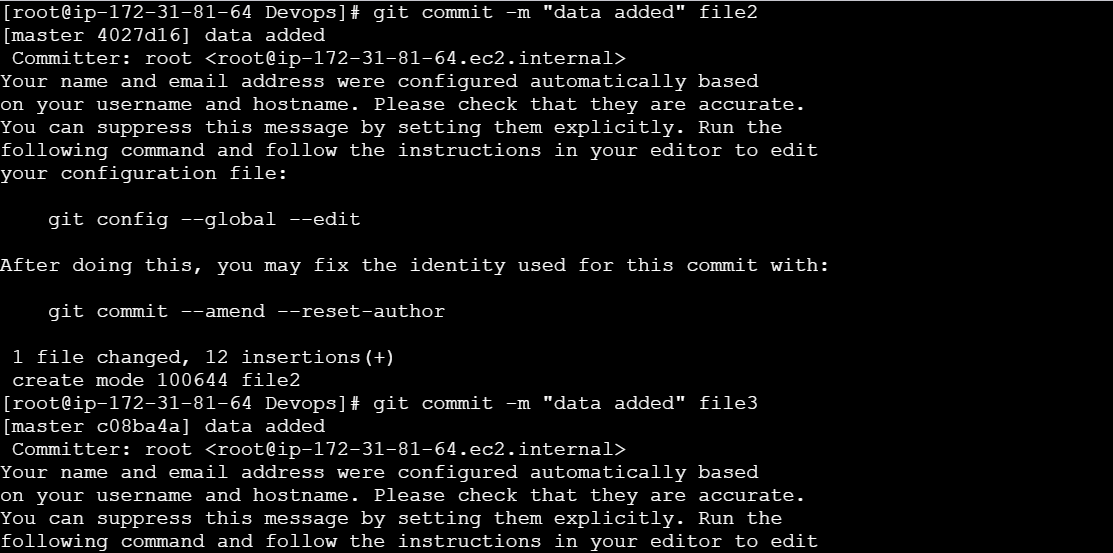 [root@ip-172-31-81-64 Devops]# git commit -m "data added" file2
[master 4027d16] data added
 Committer: root <root@ip-172-31-81-64.ec2.internal>
Your name and email address were configured automatically based
on your username and hostname. Please check that they are accurate.
You can suppress this message by setting them explicitly. Run the
following command and follow the instructions in your editor to edit
your configuration file:

    git config --global --edit

After doing this, you may fix the identity used for this commit with:

    git commit --amend --reset-author

 1 file changed, 12 insertions(+)
 create mode 100644 file2
[root@ip-172-31-81-64 Devops]# git commit -m "data added" file3
[master c08ba4a] data added
 Committer: root <root@ip-172-31-81-64.ec2.internal>
Your name and email address were configured automatically based
on your username and hostname. Please check that they are accurate.
You can suppress this message by setting them explicitly. Run the
following command and follow the instructions in your editor to edit